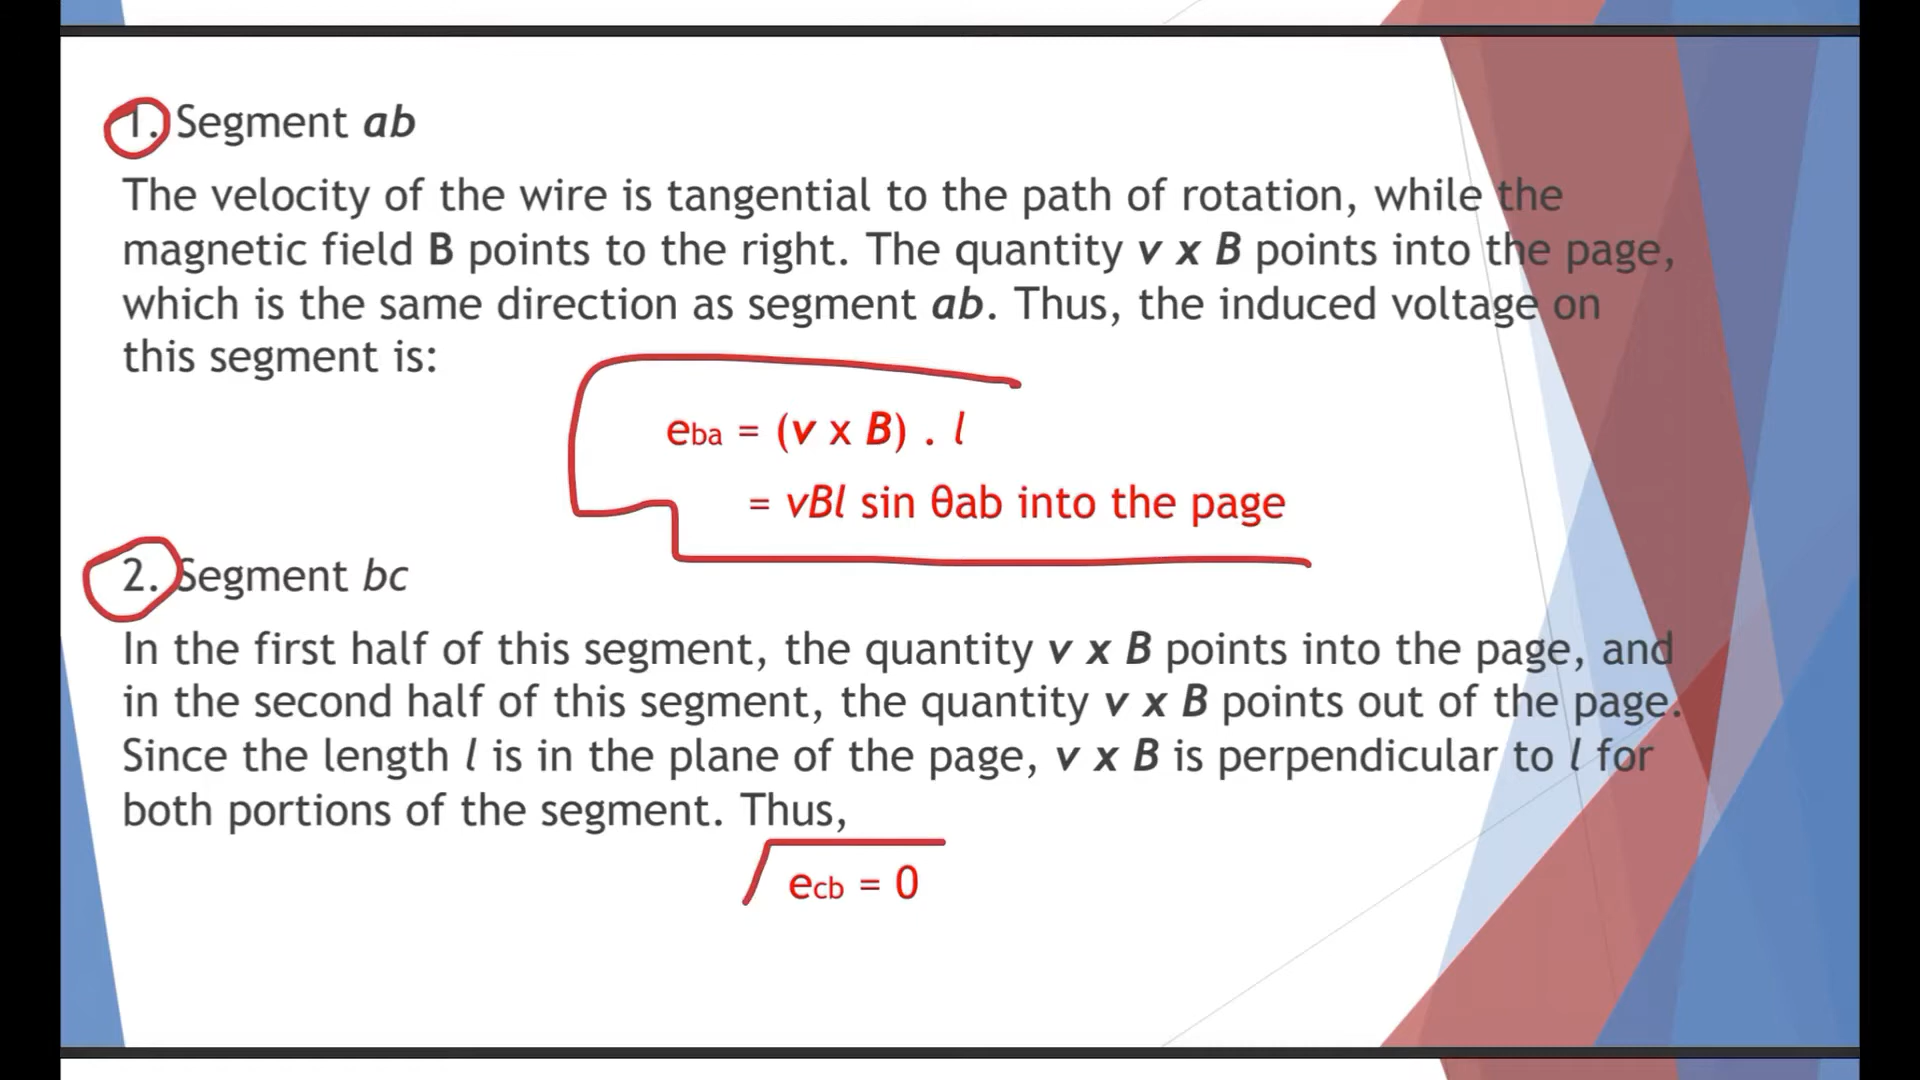 1. Segment ab
The velocity of the wire is tangential to the path of rotation, while the
magnetic field B points to the right. The quantity v x B points into the page,
which is the same direction as segment ab. Thus, the induced voltage on
this segment is:
eba = (v x B) . l
= vBl sin θab into the page
2. Segment bc
In the first half of this segment, the quantity v x B points into the page, and
in the second half of this segment, the quantity v x B points out of the page.
Since the length l is in the plane of the page, v x B is perpendicular to l for
both portions of the segment. Thus,
ecb = 0